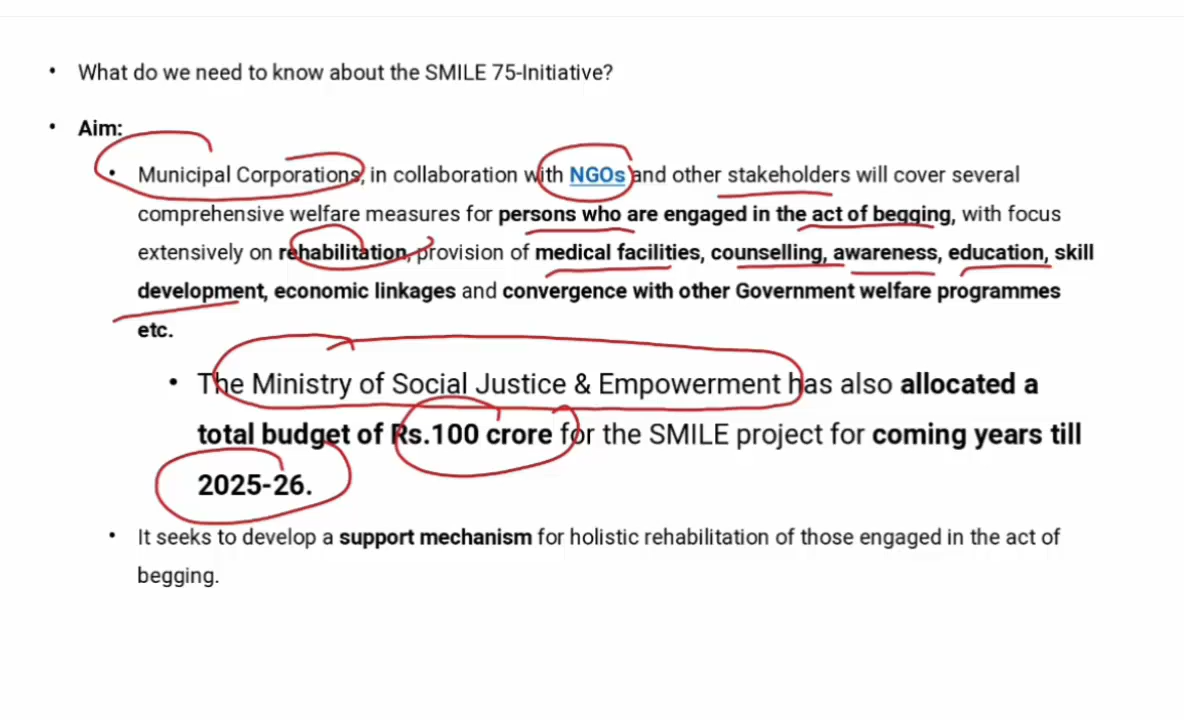 • What do we need to know about the SMILE 75-Initiative?
• Aim:
• Municipal Corporations, in collaboration with NGOs and other stakeholders will cover several
comprehensive welfare measures for persons who are engaged in the act of begging, with focus
extensively on rehabilitation, provision of medical facilities, counselling, awareness, education, skill
development, economic linkages and convergence with other Government welfare programmes
etc.
• The Ministry of Social Justice & Empowerment has also allocated a
total budget of Rs.100 crore for the SMILE project for coming years till
2025-26.
• It seeks to develop a support mechanism for holistic rehabilitation of those engaged in the act of
begging.